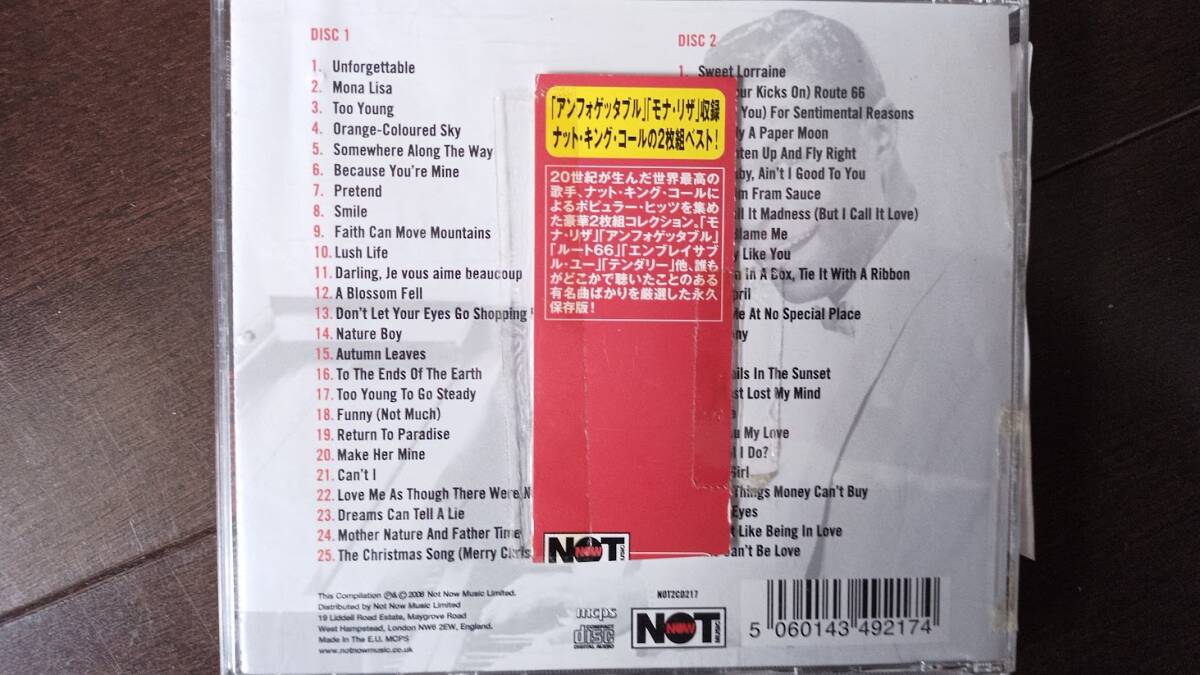 DISC 1
1. Unforgettable
2. Mona Lisa
3. Too Young
4. Orange-Coloured Sky
5. Somewhere Along The Way
6. Because You're Mine
7. Pretend
8. Smile
9. Faith Can Move Mountains
10. Lush Life
11. Darling, Je vous aime beaucoup
12. A Blossom Fell
13. Don't Let Your Eyes Go Shopping
14. Nature Boy
15. Autumn Leaves
16. To The Ends Of The Earth
17. Too Young To Go Steady
18. Funny (Not Much)
19. Return To Paradise
20. Make Her Mine
21. Can't I
22. Love Me As Though There Were N
23. Dreams Can Tell A Lie
24. Mother Nature And Father Time
25. The Christmas Song (Merry Chris
「アンフォゲッタブル」「モナ・リザ」収録
ナット・キング・コールの2枚組ベスト!
20世紀が生んだ世界最高の
歌手、ナット・キング・コールに
よるポピュラー・ヒッツを集め
た豪華2枚組コレクション。「モ
ナ・リザ」「アンフォゲッタブル」
「ルート66」「エンブレイサブ
ル・ユー」「テンダリー」他、誰も
がどこかで聴いたことのある
有名曲ばかりを厳選した永久
保存版!
NOT NOW MUSIC
DISC 2
1. Sweet Lorraine
our Kicks On) Route 66
You) For Sentimental Reasons
ly A Paper Moon
ten Up And Fly Right
aby, Ain't I Good To You
m Fram Sauce
ll It Madness (But I Call It Love)
Blame Me
y Like You
n In A Box, Tie It With A Ribbon
pril
Me At No Special Place
ny
ails In The Sunset
st Lost My Mind
e
u My Love
l I Do?
Girl
Things Money Can't Buy
Eyes
t Like Being In Love
Can't Be Love
This Compilation ℗&© 2008 Not Now Music Limited.
Distributed by Not Now Music Limited
19 Liddell Road Estate, Maygrove Road
West Hampstead, London NW6 2EW, England.
Made In The E.U. MCPS
www.notnowmusic.co.uk
mcps
COMPACT disc DIGITAL AUDIO
NOT2CD217
NOT NOW MUSIC
5 060143 492174